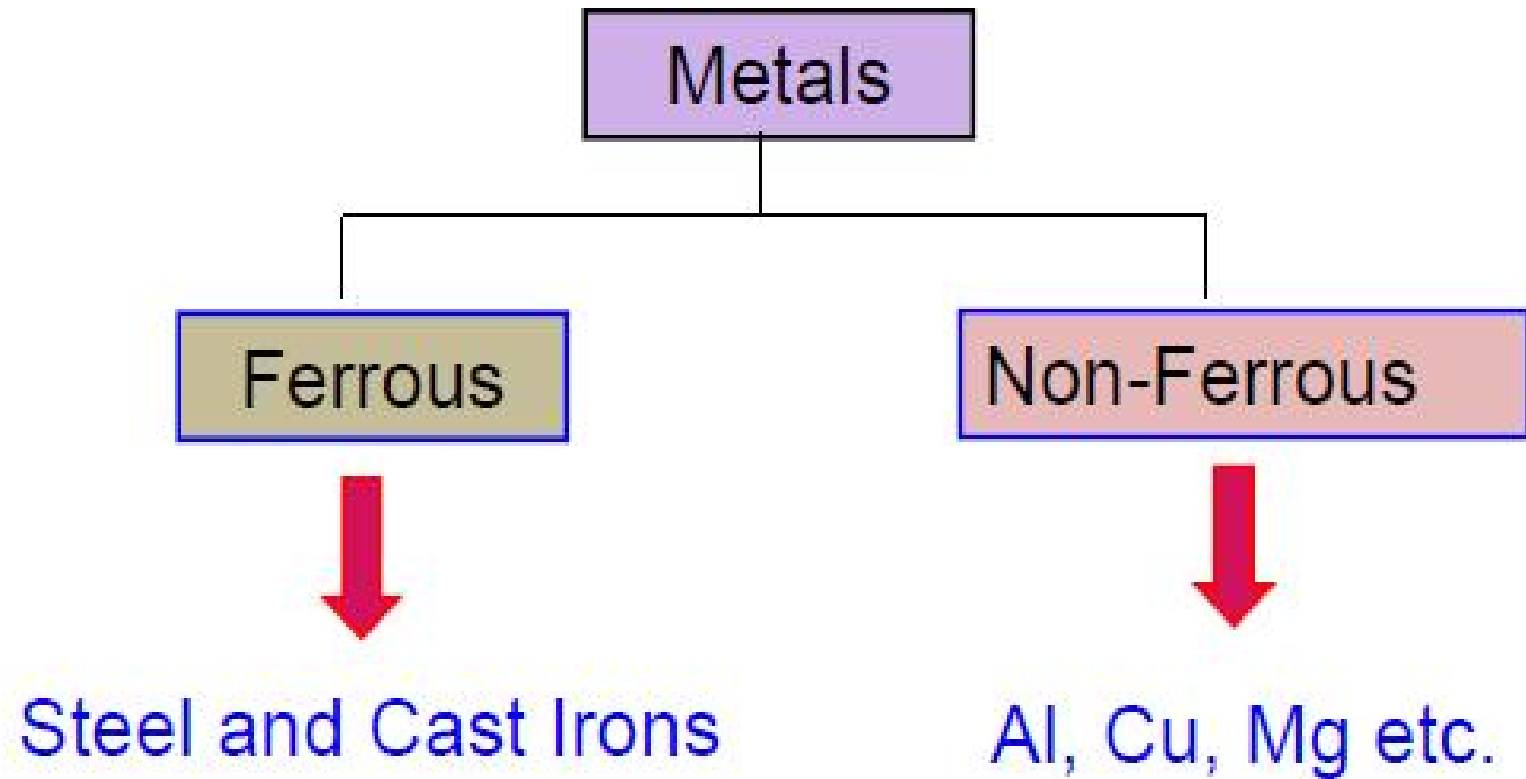 Metals
Ferrous
Non-Ferrous
Steel and Cast Irons
Al, Cu, Mg etc.